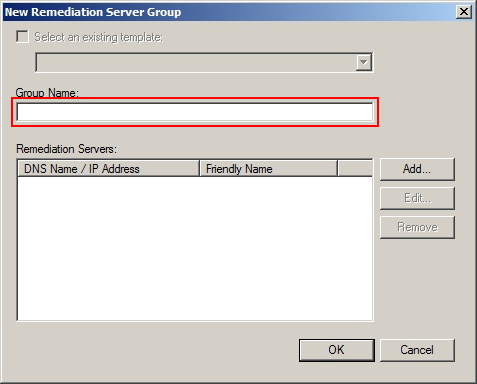 New Remediation Server Group
Select an existing template:
Group Name:
Remediation Servers:
DNS Name / IP Address Friendly Name
Add...
Edit...
Remove
OK Cancel